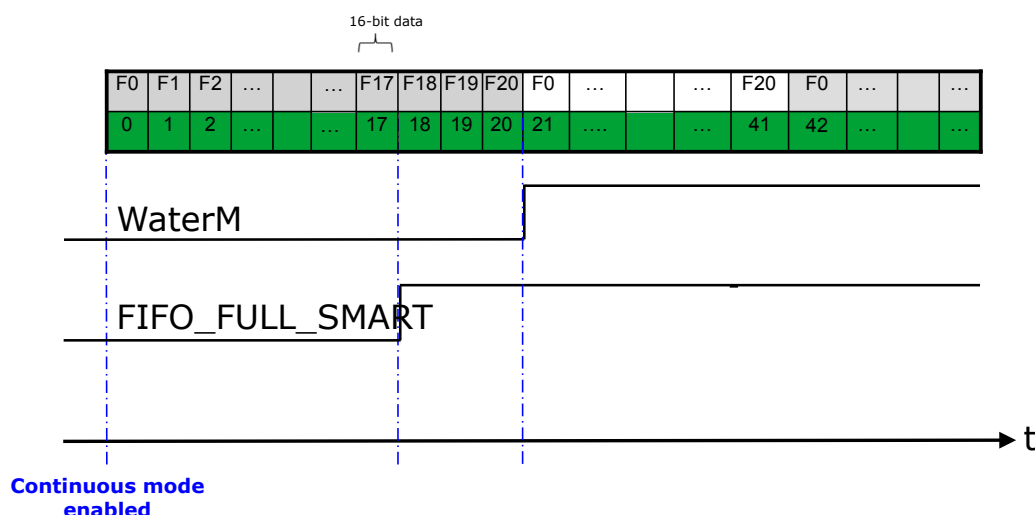 16-bit data
F0 F1 F2 … … F17 F18 F19 F20 F0 … … F20 F0 … …
0 1 2 … … 17 18 19 20 21 …. … 41 42 … …
WaterM
FIFO_FULL_SMART
t
Continuous mode
enabled